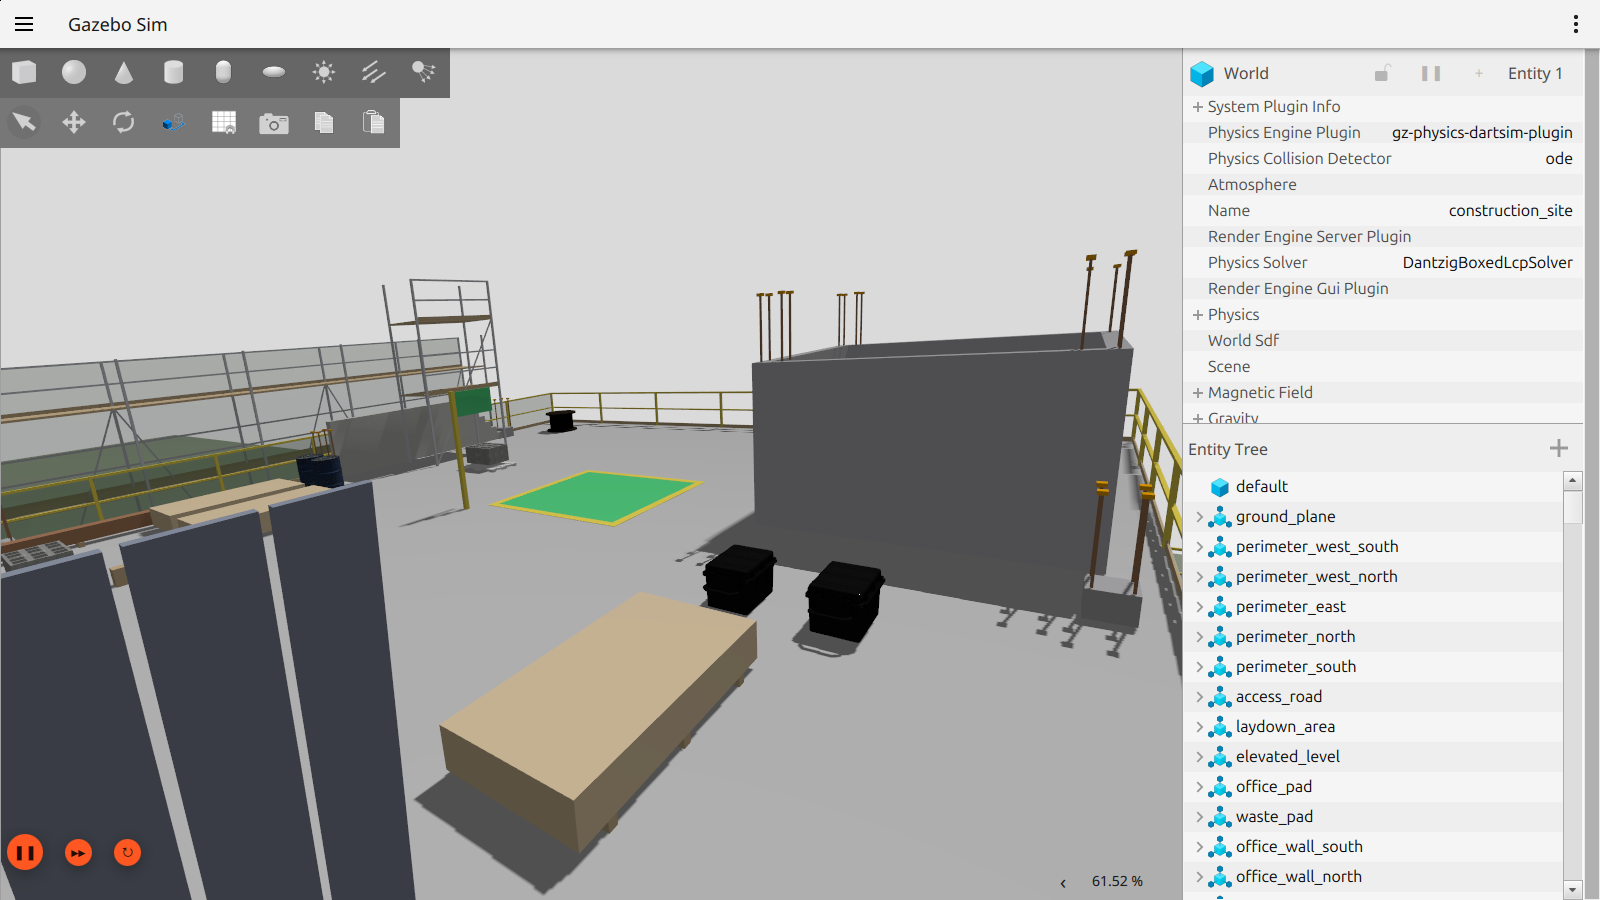 Gazebo Sim
World
Entity 1
System Plugin Info
Physics Engine Plugin gz-physics-dartsim-plugin
Physics Collision Detector ode
Atmosphere
Name construction_site
Render Engine Server Plugin
Physics Solver DantzigBoxedLcpSolver
Render Engine Gui Plugin
Physics
World Sdf
Scene
Magnetic Field
Gravity
Entity Tree
default
ground_plane
perimeter_west_south
perimeter_west_north
perimeter_east
perimeter_north
perimeter_south
access_road
laydown_area
elevated_level
office_pad
waste_pad
office_wall_south
office_wall_north
61.52 %